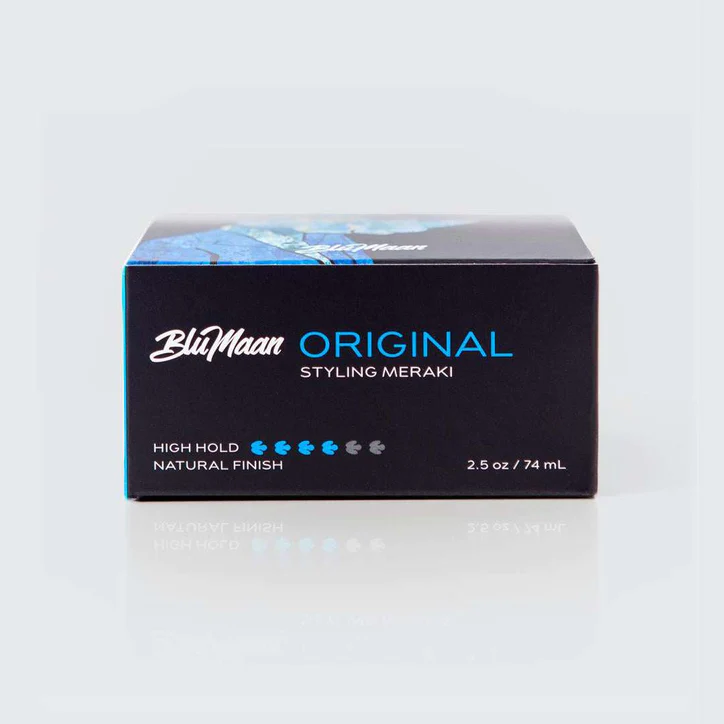 BluMaan
BluMaan ORIGINAL
STYLING MERAKI
HIGH HOLD
NATURAL FINISH
2.5 oz / 74 mL